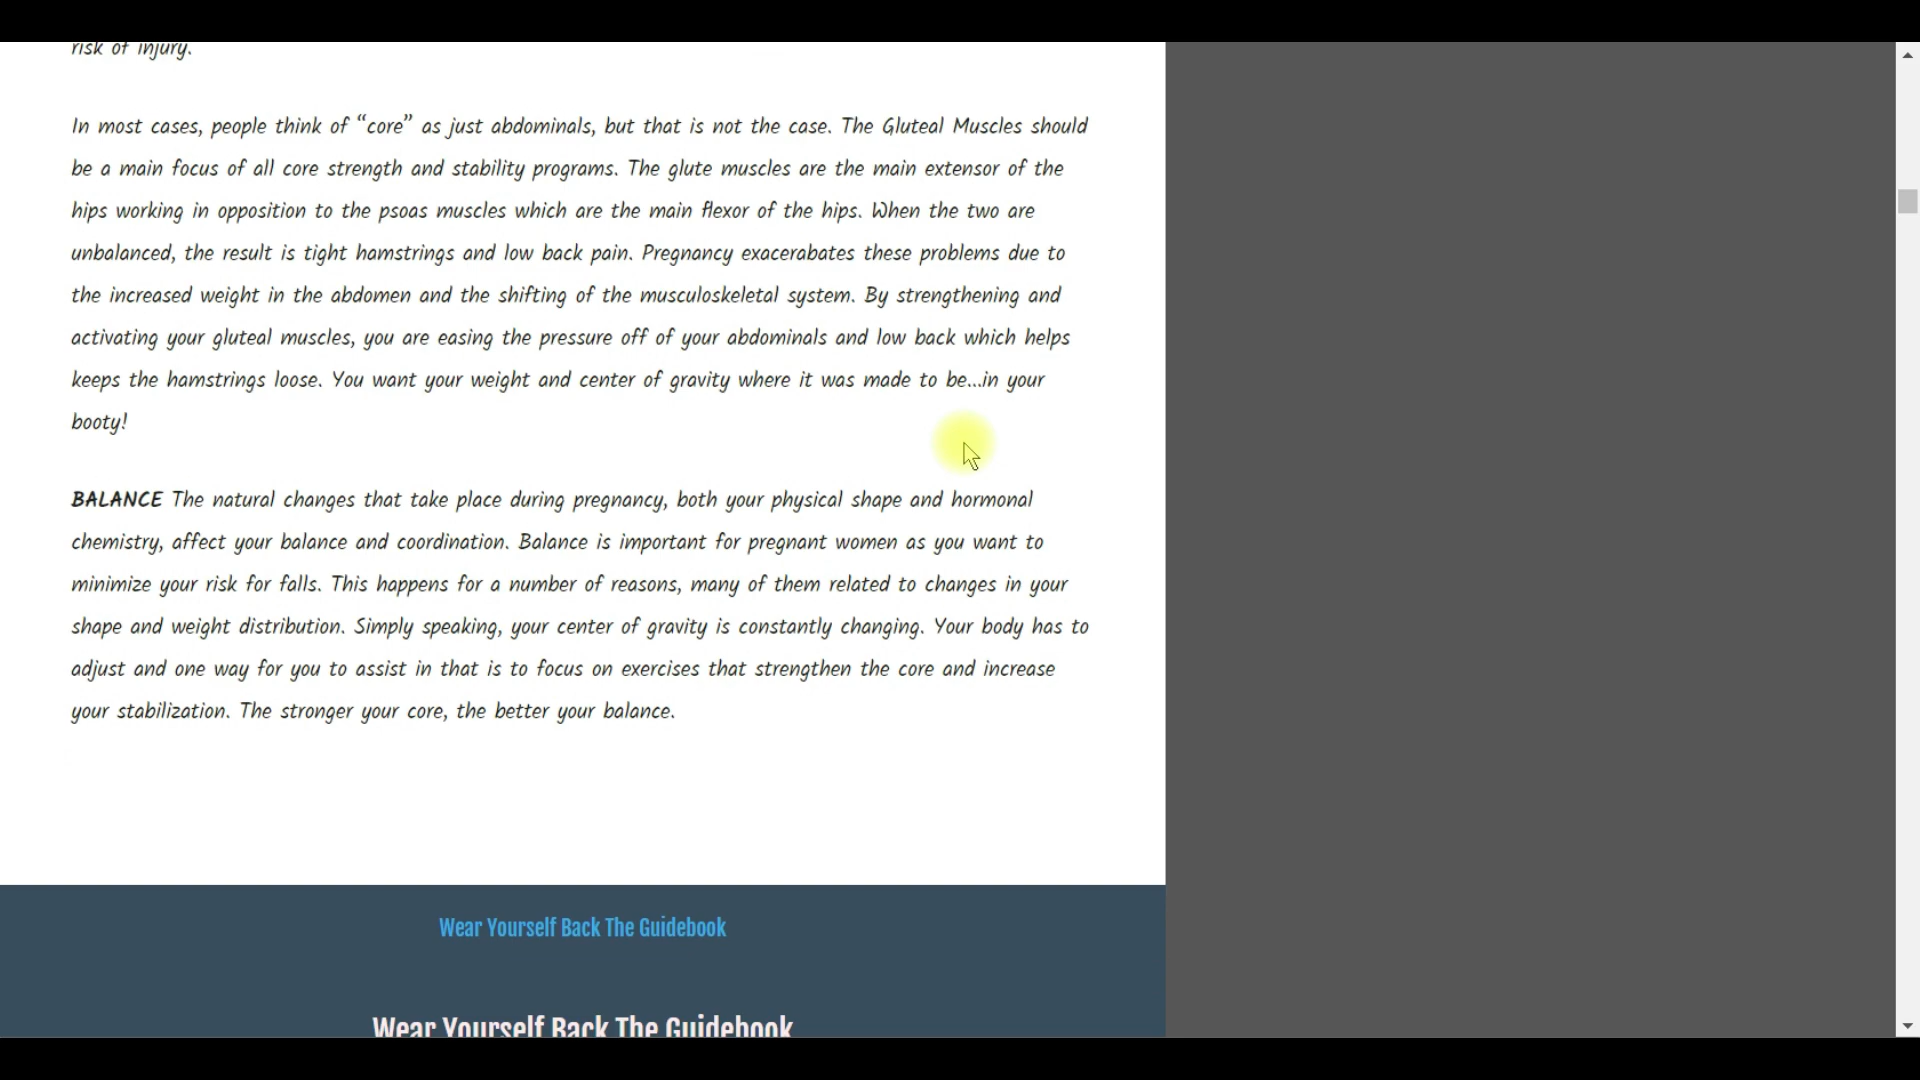 risk of injury.
In most cases, people think of “core” as just abdominals, but that is not the case. The Gluteal Muscles should
be a main focus of all core strength and stability programs. The glute muscles are the main extensor of the
hips working in opposition to the psoas muscles which are the main flexor of the hips. When the two are
unbalanced, the result is tight hamstrings and low back pain. Pregnancy exacerabates these problems due to
the increased weight in the abdomen and the shifting of the musculoskeletal system. By strengthening and
activating your gluteal muscles, you are easing the pressure off of your abdominals and low back which helps
keeps the hamstrings loose. You want your weight and center of gravity where it was made to be...in your
booty!
BALANCE The natural changes that take place during pregnancy, both your physical shape and hormonal
chemistry, affect your balance and coordination. Balance is important for pregnant women as you want to
minimize your risk for falls. This happens for a number of reasons, many of them related to changes in your
shape and weight distribution. Simply speaking, your center of gravity is constantly changing. Your body has to
adjust and one way for you to assist in that is to focus on exercises that strengthen the core and increase
your stabilization. The stronger your core, the better your balance.
Wear Yourself Back The Guidebook
Wear Yourself Back The Guidebook